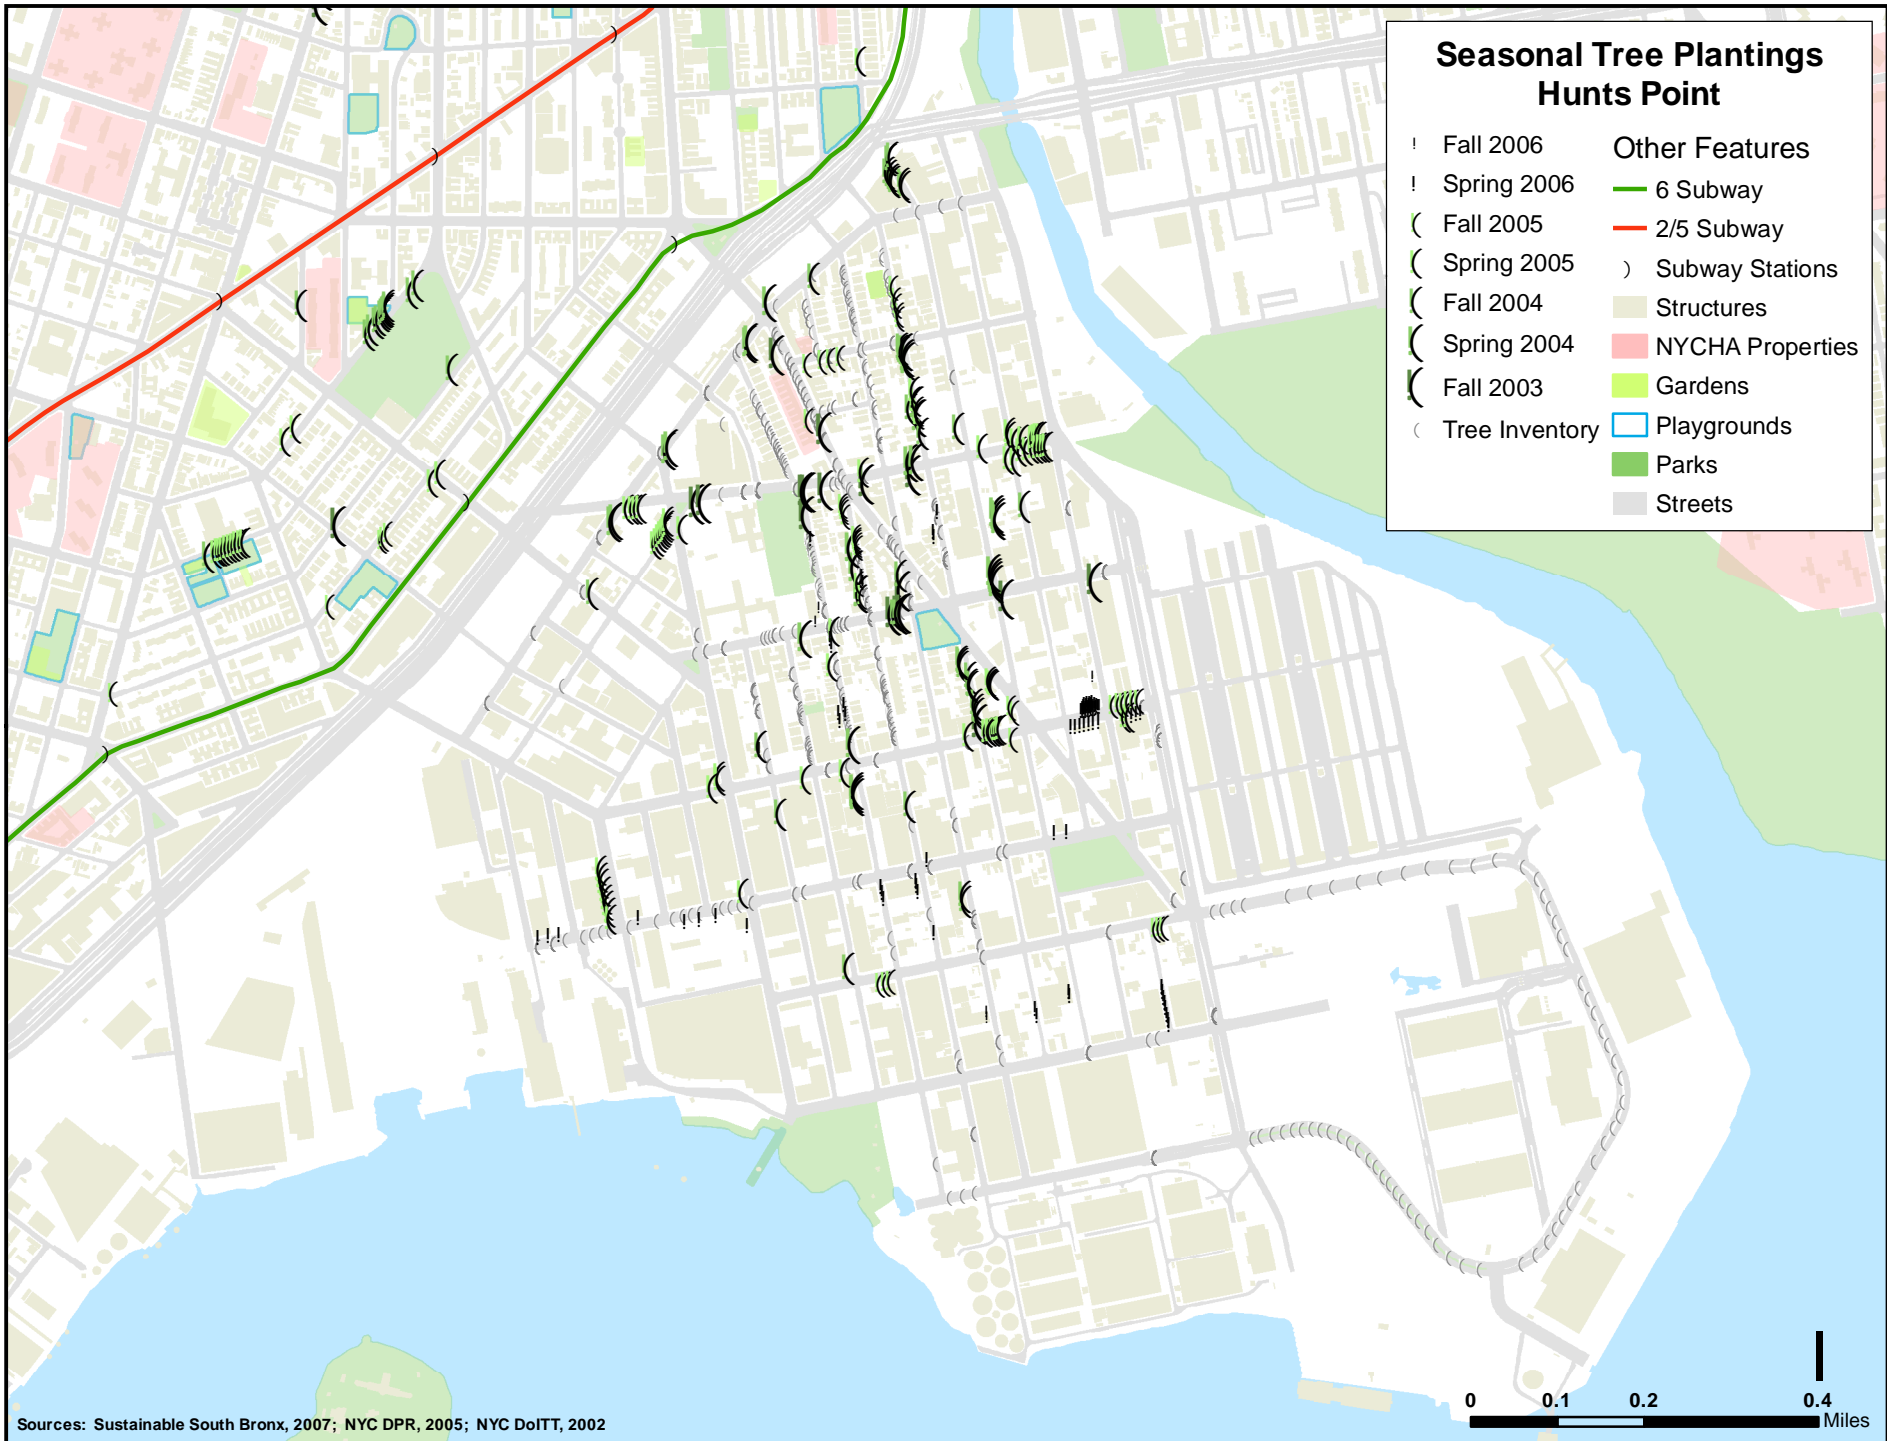 Seasonal Tree Plantings
Hunts Point
Fall 2006
Spring 2006
Fall 2005
Spring 2005
Fall 2004
Spring 2004
Fall 2003
Tree Inventory
Other Features
6 Subway
2/5 Subway
Subway Stations
Structures
NYCHA Properties
Gardens
Playgrounds
Parks
Streets
0 0.1 0.2 0.4
Miles
Sources: Sustainable South Bronx, 2007; NYC DPR, 2005; NYC DoITT, 2002